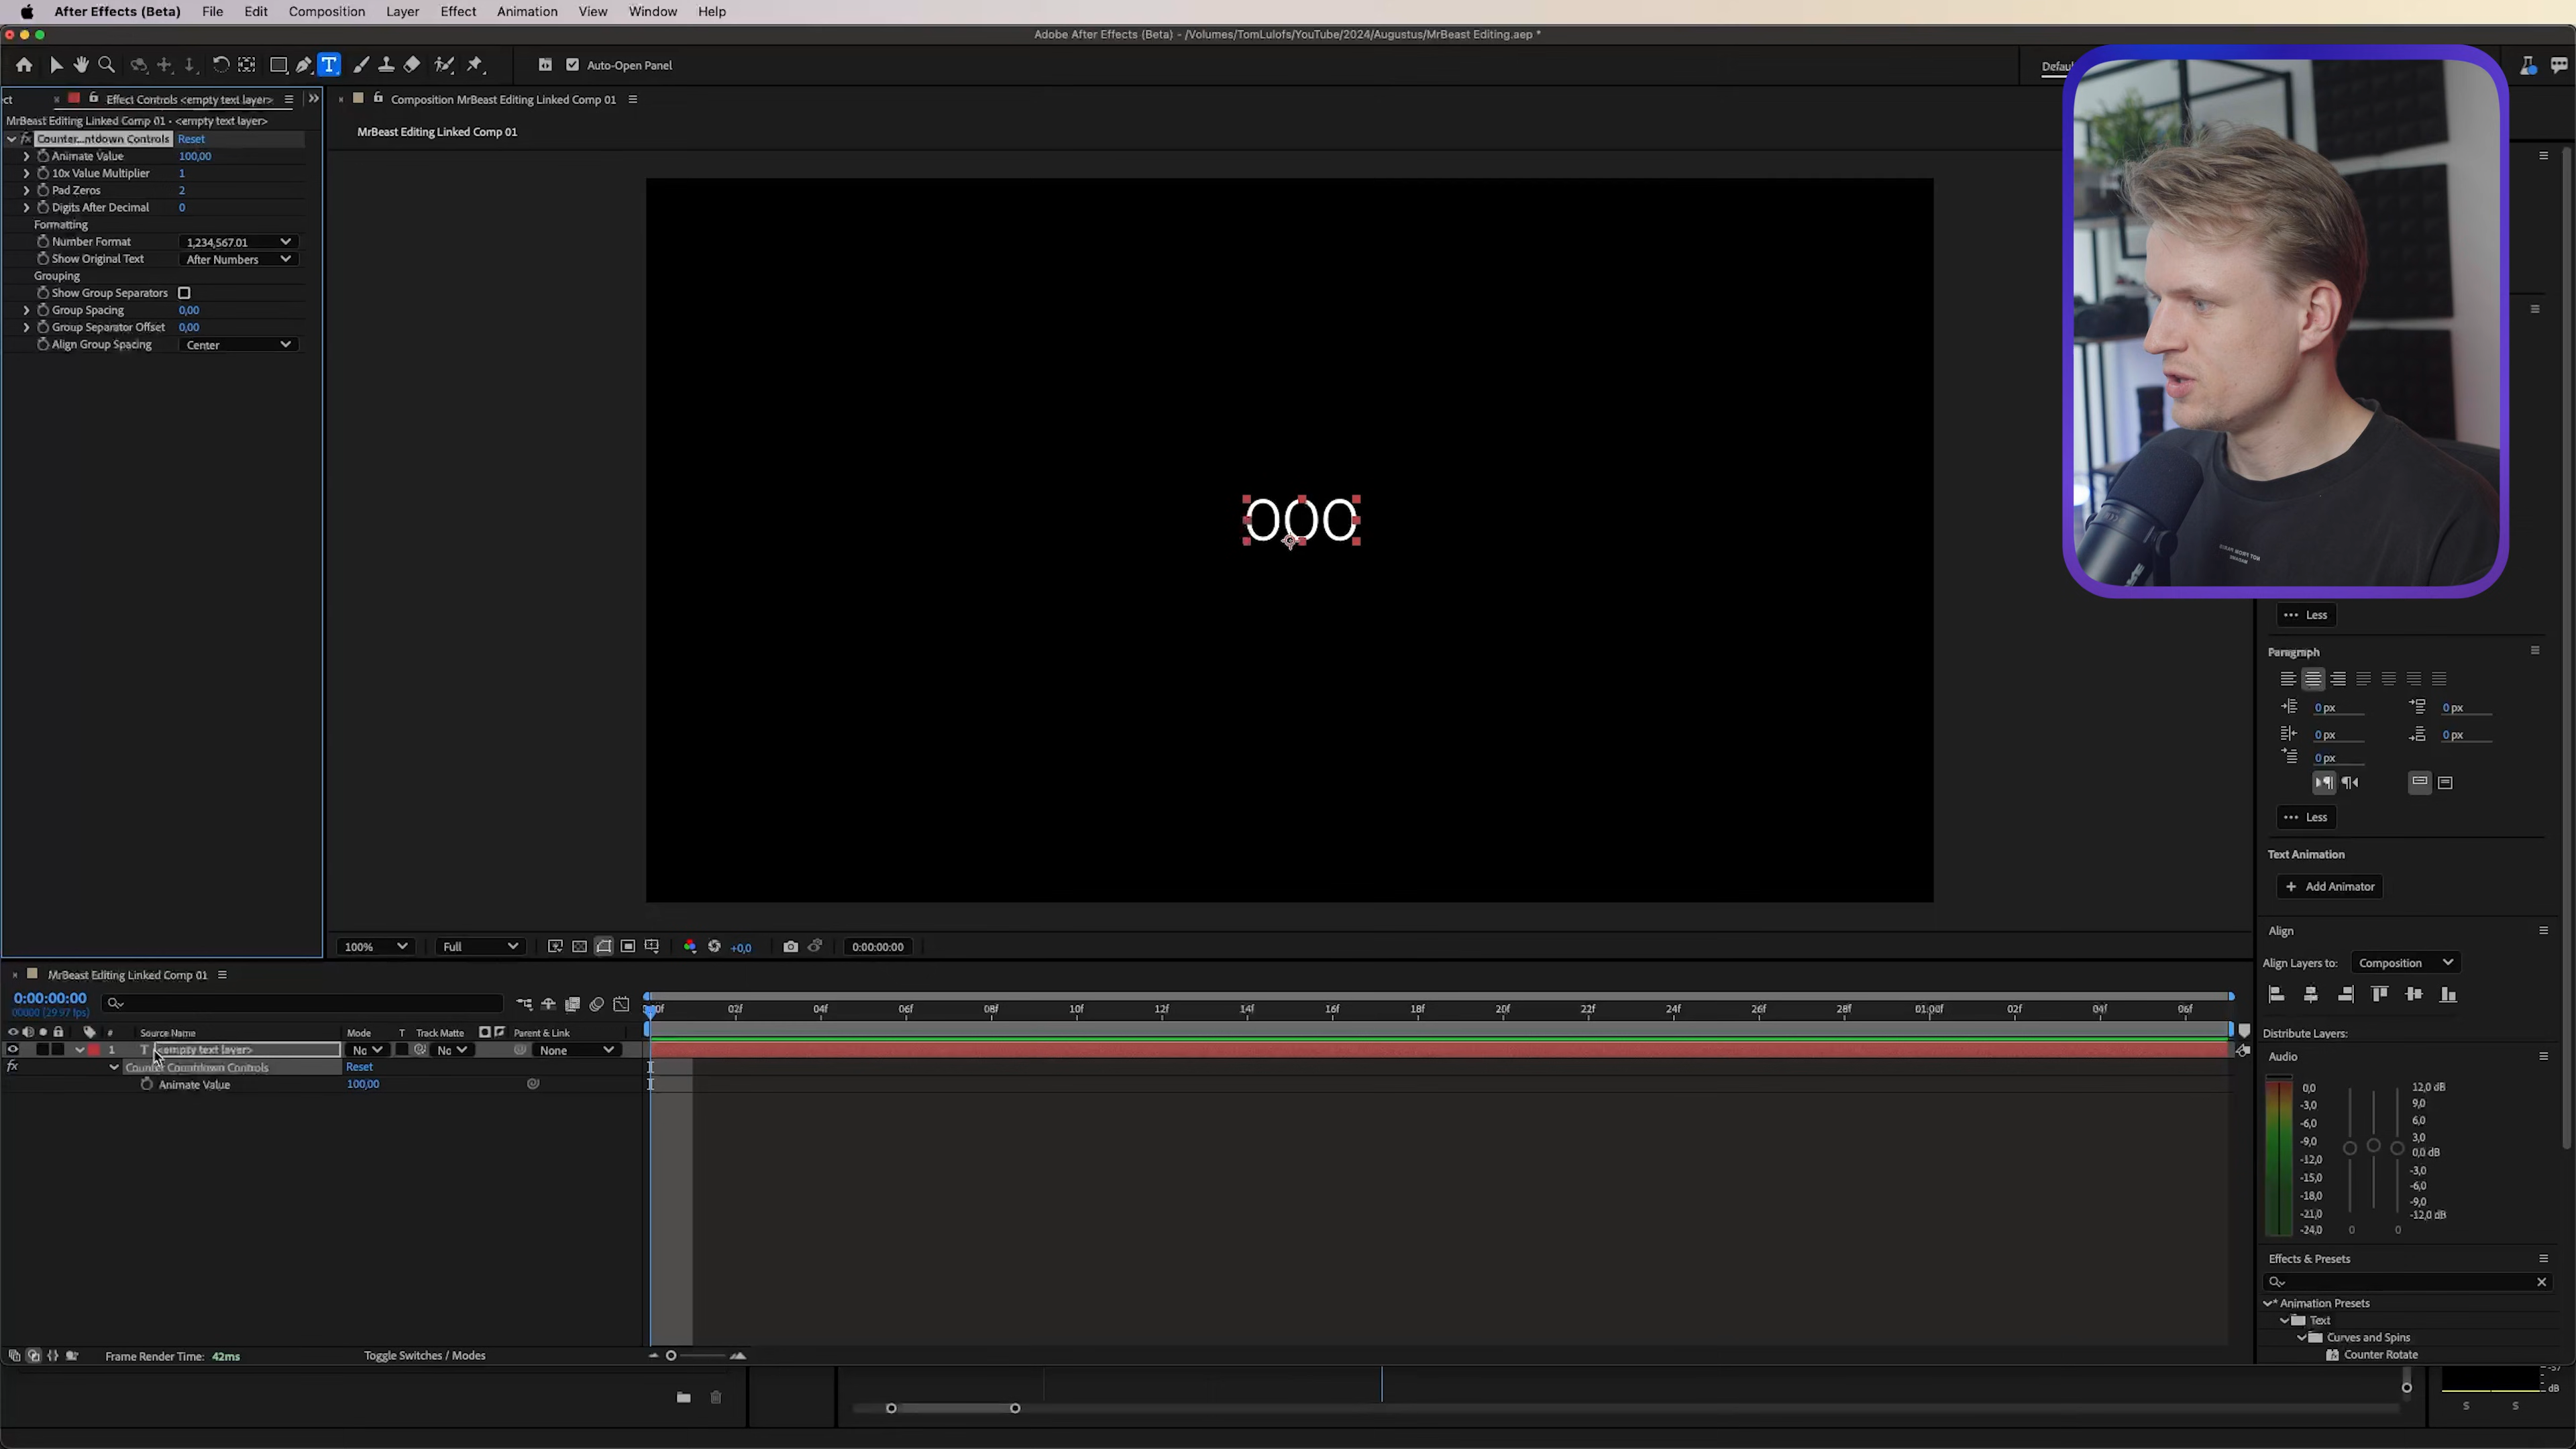 After Effects (Beta) File Edit Composition Layer Effect Animation View Window Help
Adobe After Effects (Beta) - /Volumes/TomLulofs/YouTube/2024/Augustus/MrBeast Editing.aep *
T Auto-Open Panel
ct Effect Controls <empty text layer>
Composition MrBeast Editing Linked Comp 01
MrBeast Editing Linked Comp 01 • <empty text layer>
MrBeast Editing Linked Comp 01
fx Counter...ntdown Controls Reset
Animate Value 100,00
10x Value Multiplier 1
Pad Zeros 2
Digits After Decimal 0
Formatting
Number Format 1,234,567.01
Show Original Text After Numbers
Grouping
Show Group Separators
Group Spacing 0,00
Group Separator Offset 0,00
Align Group Spacing Center
000
NOT FROM PARIS
MADAME
Less
Paragraph
0 px 0 px
0 px 0 px
0 px
Less
Text Animation
+ Add Animator
Align
Align Layers to: Composition
Distribute Layers:
Audio
0,0 12,0 dB
-3,0 9,0
-6,0 6,0
-9,0 3,0
-12,0 0,0 dB
-15,0 -3,0
-18,0 -6,0
-21,0 -9,0
-24,0 -12,0 dB
0 0
Effects & Presets
* Animation Presets
Text
Curves and Spins
Counter Rotate
100% Full +0,0 0:00:00:00
MrBeast Editing Linked Comp 01
0:00:00:00
00000 (29.97 fps)
02f 04f 06f 08f 10f 12f 14f 16f 18f 20f 22f 24f 26f 28f 01:00f 02f 04f 06f
# Source Name Mode T Track Matte Parent & Link
1 T <empty text layer> No No None
fx Counter Countdown Controls Reset
Animate Value 100,00
Frame Render Time: 42ms Toggle Switches / Modes
-57
dB
S S